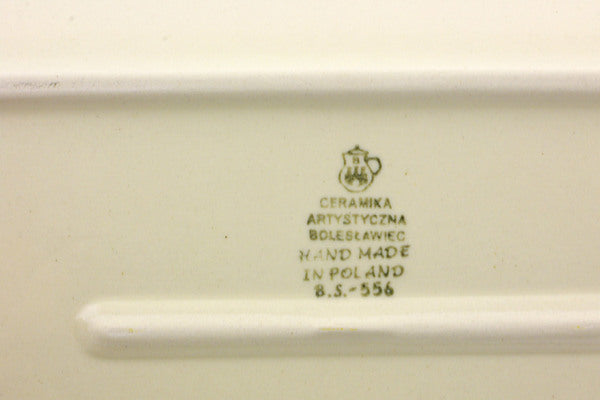 B
CERAMIKA
ARTYSTYCZNA
BOLESŁAWIEC
HAND MADE
IN POLAND
B.S.-556